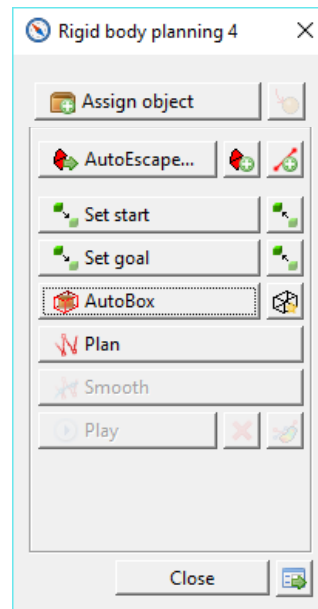 Rigid body planning 4
Assign object
AutoEscape...
Set start
Set goal
AutoBox
Plan
Smooth
Play
Close